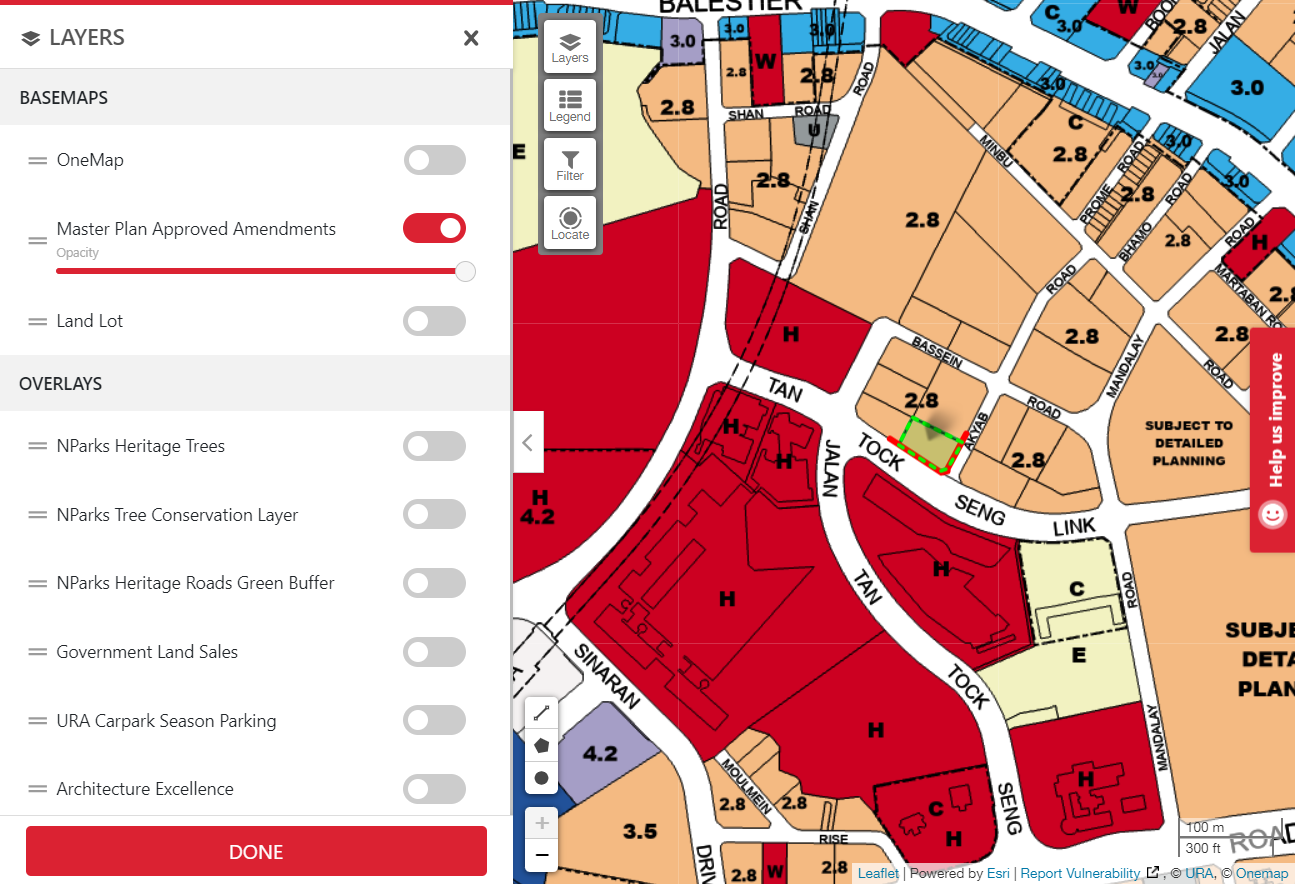 LAYERS
BASEMAPS
OneMap
Master Plan Approved Amendments
Opacity
Land Lot
OVERLAYS
NParks Heritage Trees
NParks Tree Conservation Layer
NParks Heritage Roads Green Buffer
Government Land Sales
URA Carpark Season Parking
Architecture Excellence
DONE
Layers
Legend
Filter
Locate
BALESTIER
3.0
3.0
W
3.0
2.8
2.8
ROAD
2.8
SHAN ROAD
U
E
2.8
ROAD
SHAN
C
3.0
W
2.8
JALAN
3.0
3.0
3.0
3.0
C
2.8
MINBU
3.0
ROAD
PROME
2.8
ROAD
BHAMO
3.0
2.8
ROAD
H
MARTABAN
2.8
2.8
ROAD
2.8
ROAD
2.8
MANDALAY
H
BASSEIN
ROAD
2.8
AKYAB
TAN
TOCK
SENG
LINK
2.8
SUBJECT TO
DETAILED
PLANNING
Help us improve
H
H
JALAN
TAN
TOCK
SENG
H
4.2
H
H
C
E
ROAD
MANDALAY
H
H
SINARAN
DRIV
4.2
3.5
MOULMEIN
RISE
2.8
2.8
2.8
W
2.8
C
H
SUBJE
DETA
PLAN
+
−
100 m
300 ft
ROAD
Leaflet | Powered by Esri | Report Vulnerability , © URA, © Onemap